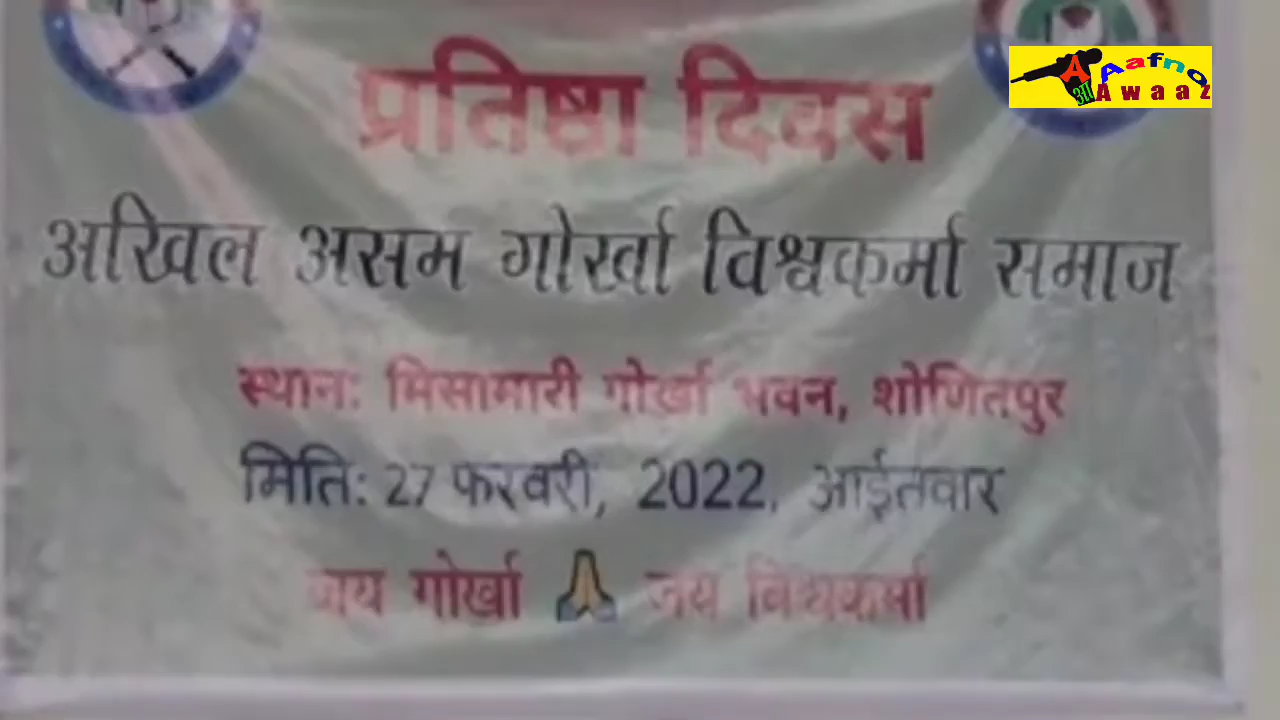 प्रतिष्ठा दिवस
Aafno
Awaaz
अखिल असम गोर्खा विश्वकर्मा समाज
स्थान: मिसामारी गोर्खा भवन, शोणितपुर
मिति: 27 फरवरी, 2022, आईतवार
जय गोर्खा 🙏 जय विश्वकर्मा